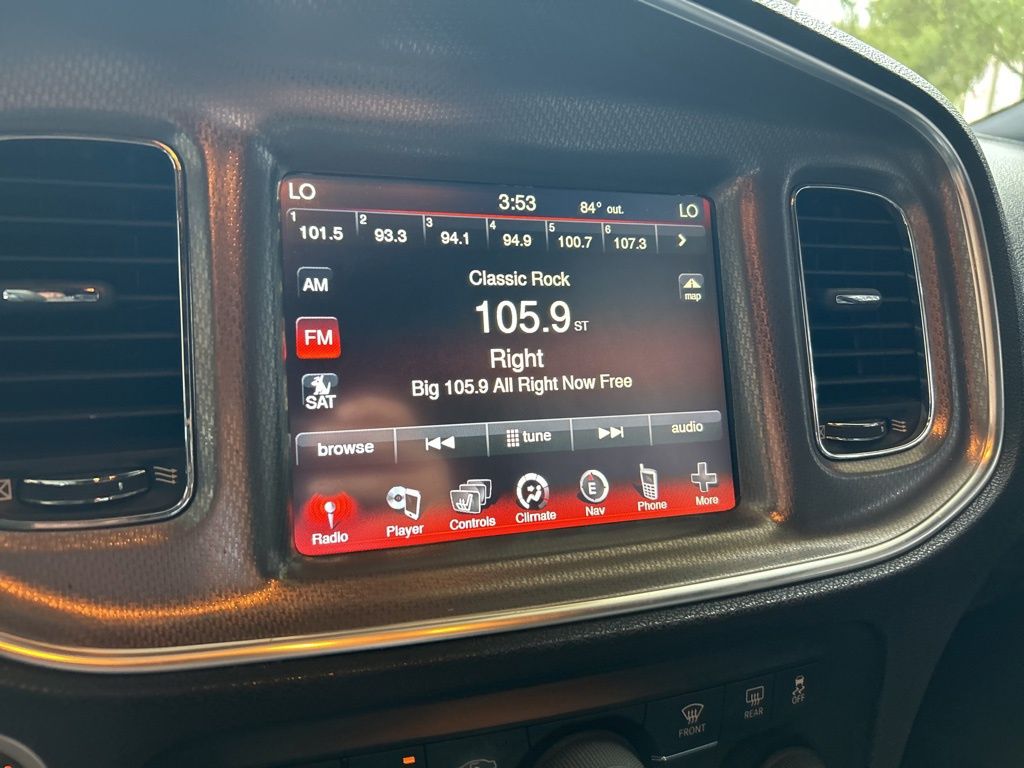 LO 3:53 84° out. LO
1 101.5 2 93.3 3 94.1 4 94.9 5 100.7 6 107.3
AM Classic Rock map
105.9 ST
FM Right
SAT Big 105.9 All Right Now Free
browse tune audio
Radio Player Controls Climate E Nav Phone More
FRONT REAR OFF